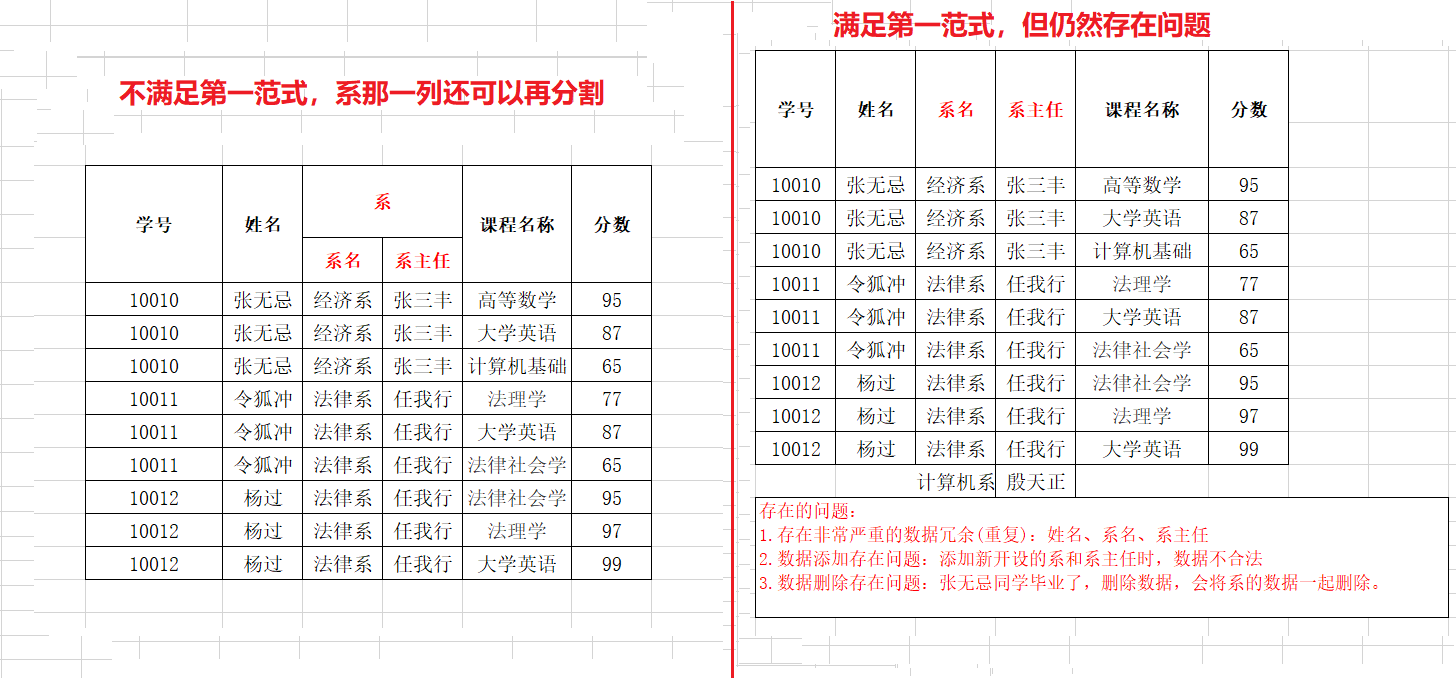 不满足第一范式，系那一列还可以再分割
学号 姓名 系 课程名称 分数
系名 系主任
10010 张无忌 经济系 张三丰 高等数学 95
10010 张无忌 经济系 张三丰 大学英语 87
10010 张无忌 经济系 张三丰 计算机基础 65
10011 令狐冲 法律系 任我行 法理学 77
10011 令狐冲 法律系 任我行 大学英语 87
10011 令狐冲 法律系 任我行 法律社会学 65
10012 杨过 法律系 任我行 法律社会学 95
10012 杨过 法律系 任我行 法理学 97
10012 杨过 法律系 任我行 大学英语 99
满足第一范式，但仍然存在问题
学号 姓名 系名 系主任 课程名称 分数
10010 张无忌 经济系 张三丰 高等数学 95
10010 张无忌 经济系 张三丰 大学英语 87
10010 张无忌 经济系 张三丰 计算机基础 65
10011 令狐冲 法律系 任我行 法理学 77
10011 令狐冲 法律系 任我行 大学英语 87
10011 令狐冲 法律系 任我行 法律社会学 65
10012 杨过 法律系 任我行 法律社会学 95
10012 杨过 法律系 任我行 法理学 97
10012 杨过 法律系 任我行 大学英语 99
计算机系 殷天正
存在的问题：
1.存在非常严重的数据冗余(重复)：姓名、系名、系主任
2.数据添加存在问题：添加新开设的系和系主任时，数据不合法
3.数据删除存在问题：张无忌同学毕业了，删除数据，会将系的数据一起删除。